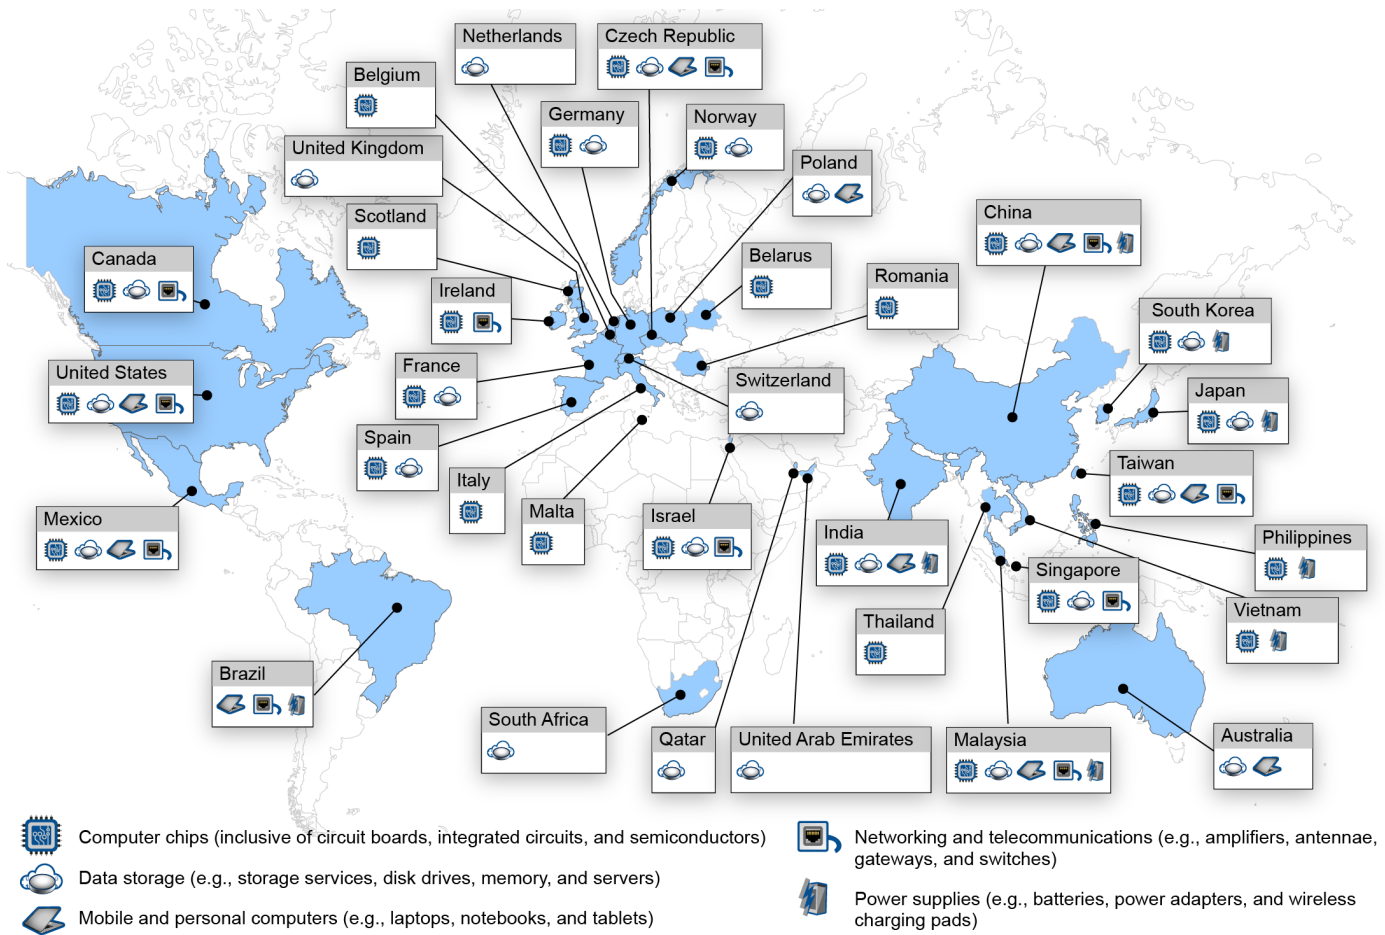 Netherlands
Czech Republic
Belgium
Germany
Norway
United Kingdom
Poland
Scotland
China
Canada
Belarus
Romania
Ireland
South Korea
United States
France
Switzerland
Japan
Spain
Taiwan
Italy
Malta
Israel
India
Mexico
Philippines
Singapore
Vietnam
Thailand
Brazil
South Africa
Qatar
United Arab Emirates
Malaysia
Australia
Computer chips (inclusive of circuit boards, integrated circuits, and semiconductors)
Data storage (e.g., storage services, disk drives, memory, and servers)
Mobile and personal computers (e.g., laptops, notebooks, and tablets)
Networking and telecommunications (e.g., amplifiers, antennae,
gateways, and switches)
Power supplies (e.g., batteries, power adapters, and wireless
charging pads)